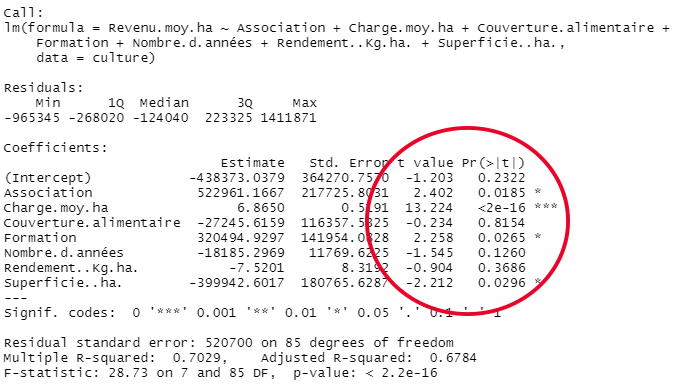 Call:
lm(formula = Revenu.moy.ha ~ Association + Charge.moy.ha + Couverture.alimentaire +
    Formation + Nombre.d.années + Rendement..Kg.ha. + Superficie..ha.,
    data = culture)

Residuals:
    Min      1Q  Median      3Q     Max
-965345 -268020 -124040  223325 1411871

Coefficients:
                          Estimate   Std. Error t value Pr(>|t|)
(Intercept)            -438373.0379 364270.7570  -1.203   0.2322
Association             522961.1667 217725.8031   2.402   0.0185 *
Charge.moy.ha                6.8650      0.5191  13.224   <2e-16 ***
Couverture.alimentaire  -27245.6159 116357.5825  -0.234   0.8154
Formation               320494.9297 141954.0828   2.258   0.0265 *
Nombre.d.années         -18185.2969  11769.6225  -1.545   0.1260
Rendement..Kg.ha.           -7.5201      8.3192  -0.904   0.3686
Superficie..ha.        -399942.6017 180765.6287  -2.212   0.0296 *
---
Signif. codes:  0 '***' 0.001 '**' 0.01 '*' 0.05 '.' 0.1 ' ' 1

Residual standard error: 520700 on 85 degrees of freedom
Multiple R-squared:  0.7029,    Adjusted R-squared:  0.6784
F-statistic: 28.73 on 7 and 85 DF,  p-value: < 2.2e-16